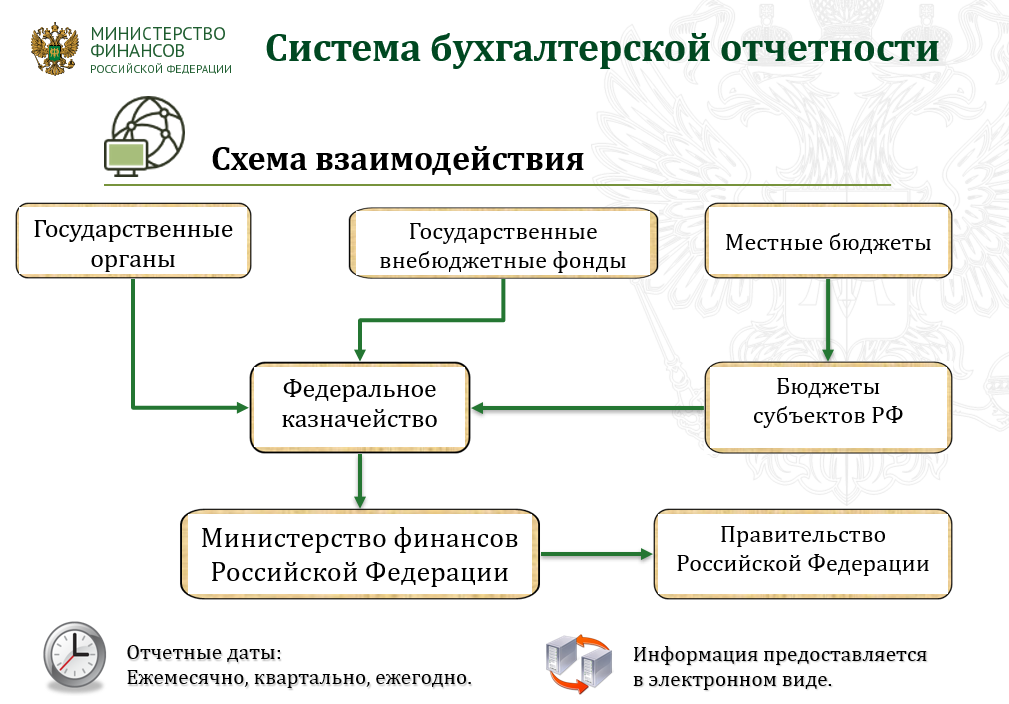 МИНИСТЕРСТВО
ФИНАНСОВ
РОССИЙСКОЙ ФЕДЕРАЦИИ
Система бухгалтерской отчетности
Схема взаимодействия
Государственные
органы
Государственные
внебюджетные фонды
Местные бюджеты
Федеральное
казначейство
Бюджеты
субъектов РФ
Министерство финансов
Российской Федерации
Правительство
Российской Федерации
Отчетные даты:
Ежемесячно, квартально, ежегодно.
Информация предоставляется
в электронном виде.